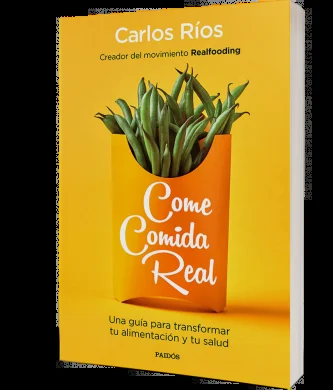 Carlos Ríos
Creador del movimiento Realfooding
Come
Comida
Real
Una guía para transformar
tu alimentación y tu salud
PAIDÓS